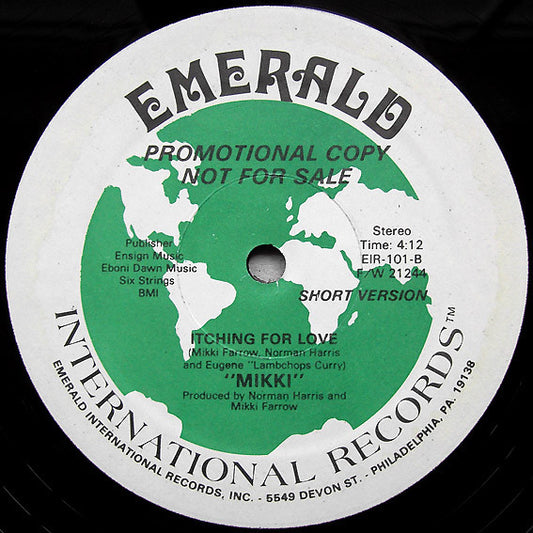 EMERALD
PROMOTIONAL COPY
NOT FOR SALE
Publisher
Ensign Music
Eboni Dawn Music
Six Strings
BMI
Stereo
Time: 4:12
EIR-101-B
F/W 21244
SHORT VERSION
ITCHING FOR LOVE
(Mikki Farrow, Norman Harris
and Eugene "Lambchops Curry)
"MIKKI"
Produced by Norman Harris and
Mikki Farrow
INTERNATIONAL RECORDS™
EMERALD INTERNATIONAL RECORDS, INC. - 5549 DEVON ST. - PHILADELPHIA, PA. 19138